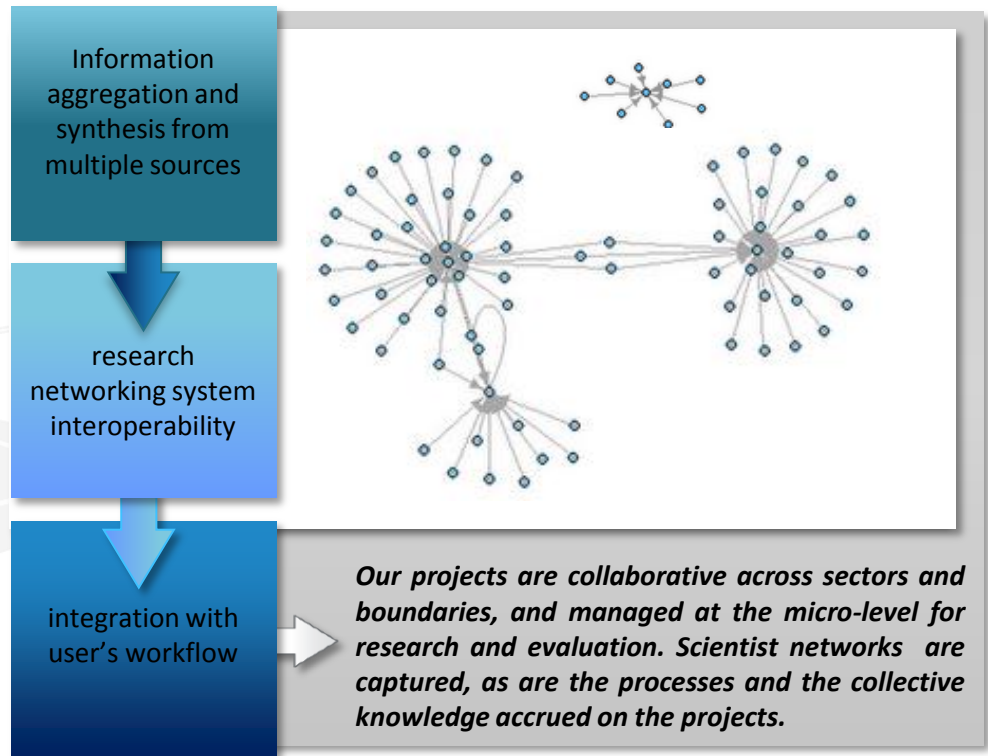 Information
aggregation and
synthesis from
multiple sources
research
networking system
interoperability
integration with
user's workflow
Our projects are collaborative across sectors and
boundaries, and managed at the micro-level for
research and evaluation. Scientist networks are
captured, as are the processes and the collective
knowledge accrued on the projects.